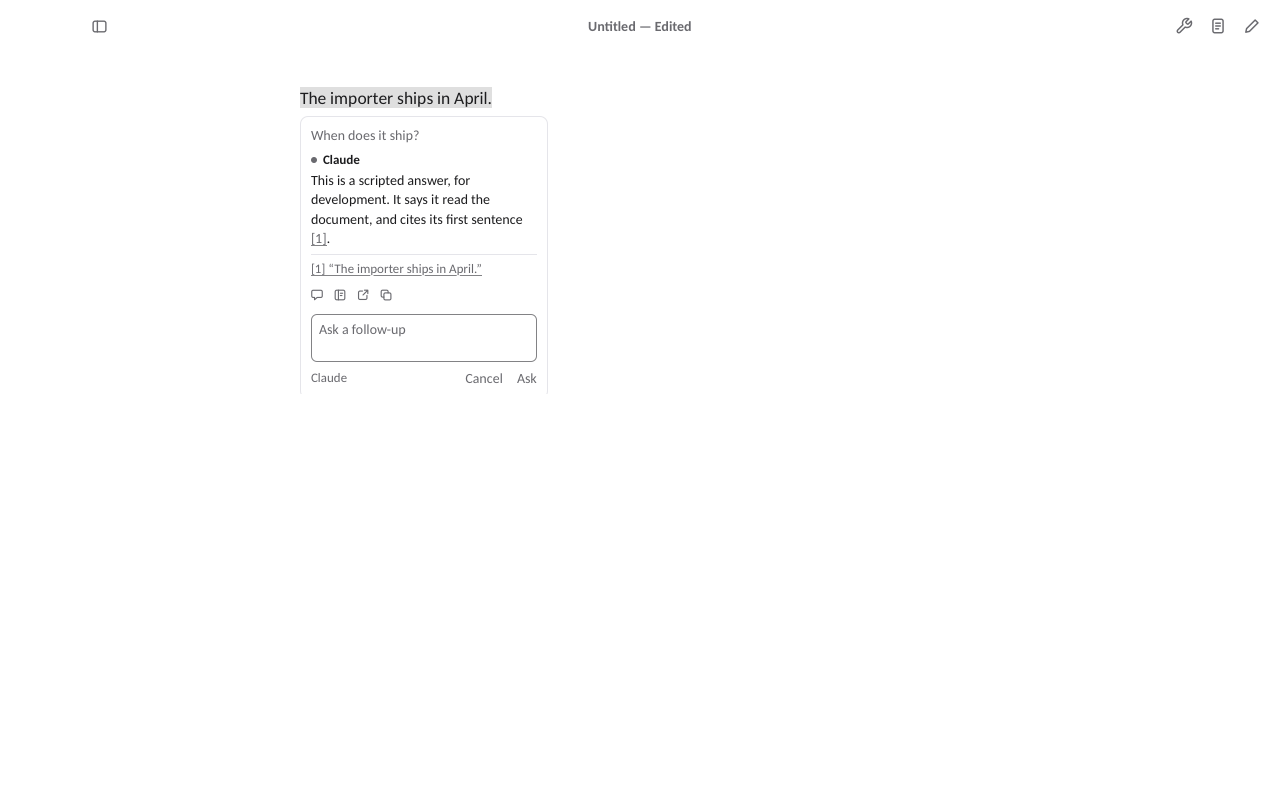 Untitled — Edited
The importer ships in April.
When does it ship?
Claude
This is a scripted answer, for
development. It says it read the
document, and cites its first sentence
[1].
[1] “The importer ships in April.”
Ask a follow-up
Claude Cancel Ask